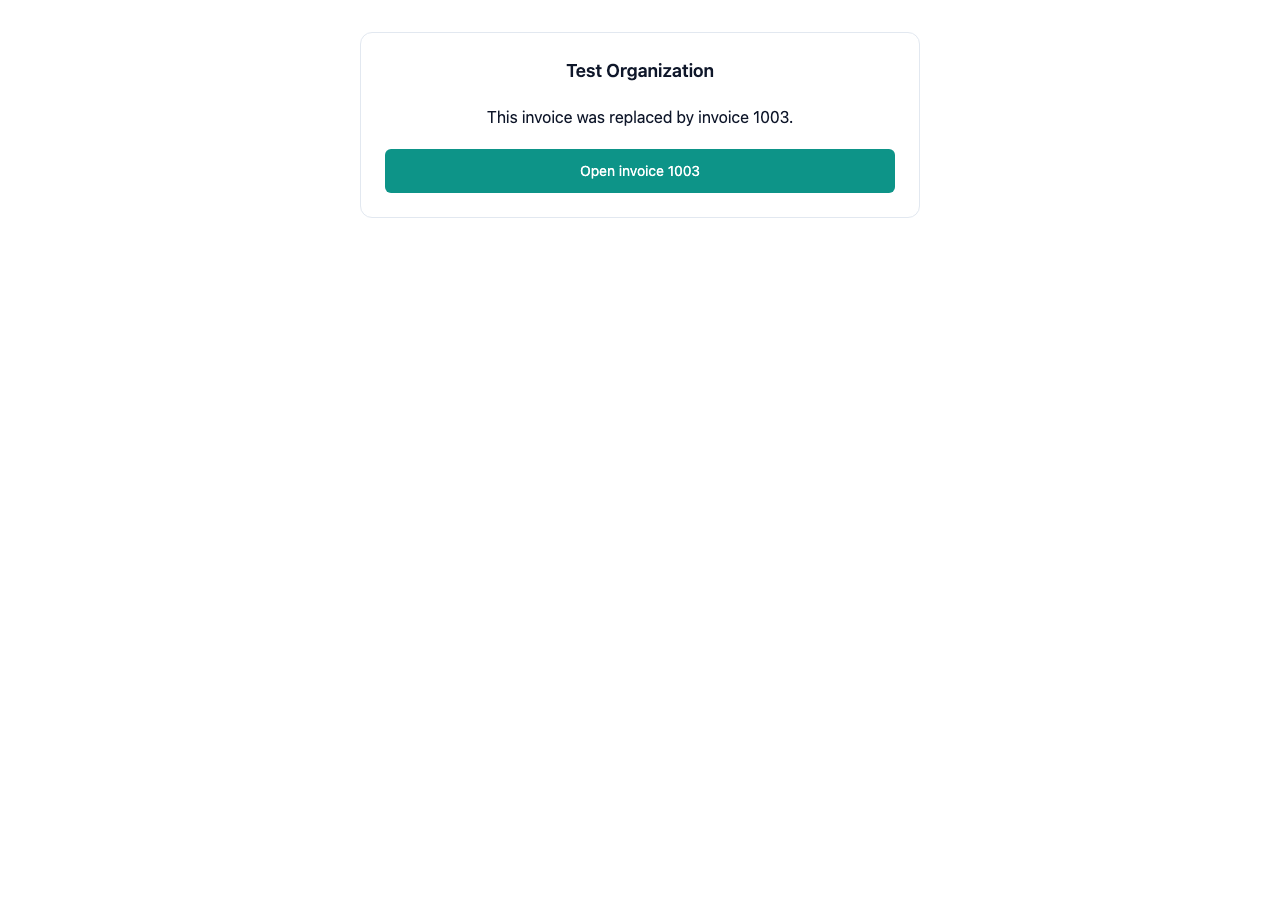 Test Organization
This invoice was replaced by invoice 1003.
Open invoice 1003